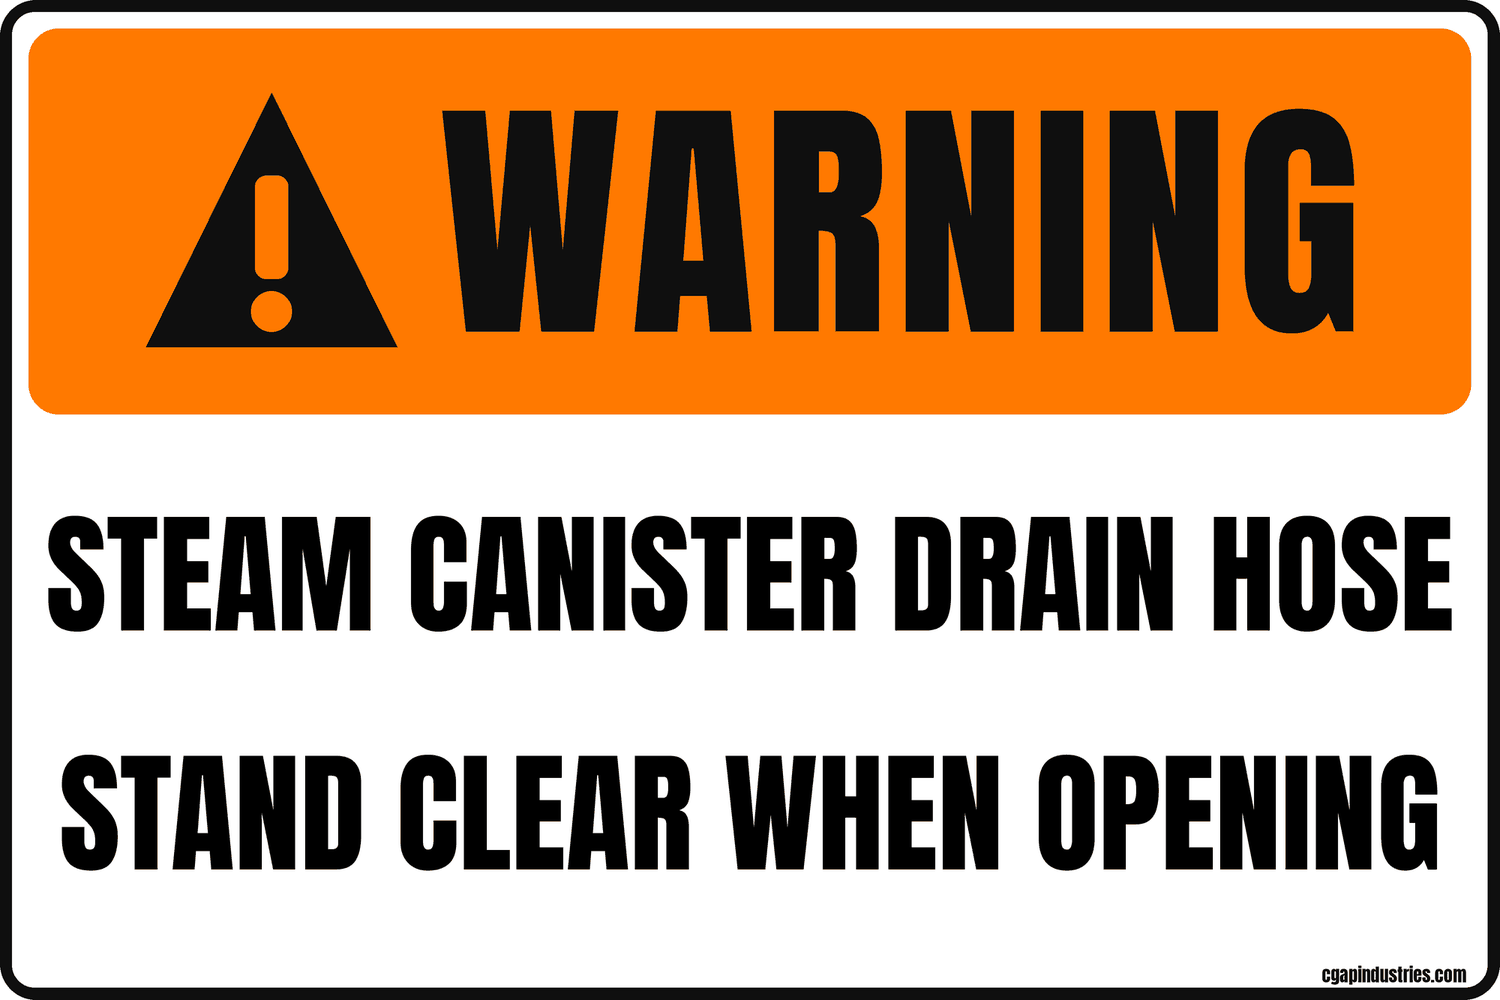 WARNING
STEAM CANISTER DRAIN HOSE
STAND CLEAR WHEN OPENING
cgapindustries.com